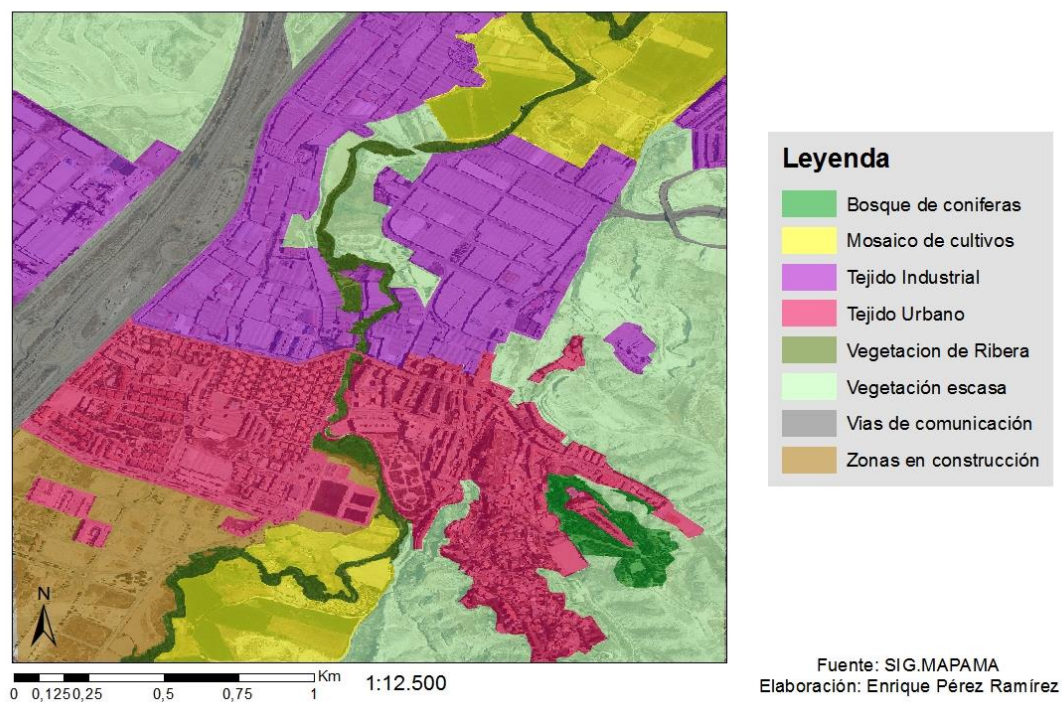 Leyenda
Bosque de coniferas
Mosaico de cultivos
Tejido Industrial
Tejido Urbano
Vegetacion de Ribera
Vegetación escasa
Vias de comunicación
Zonas en construcción
N
Km
0 0,125 0,25 0,5 0,75 1
1:12.500
Fuente: SIG.MAPAMA
Elaboración: Enrique Pérez Ramírez